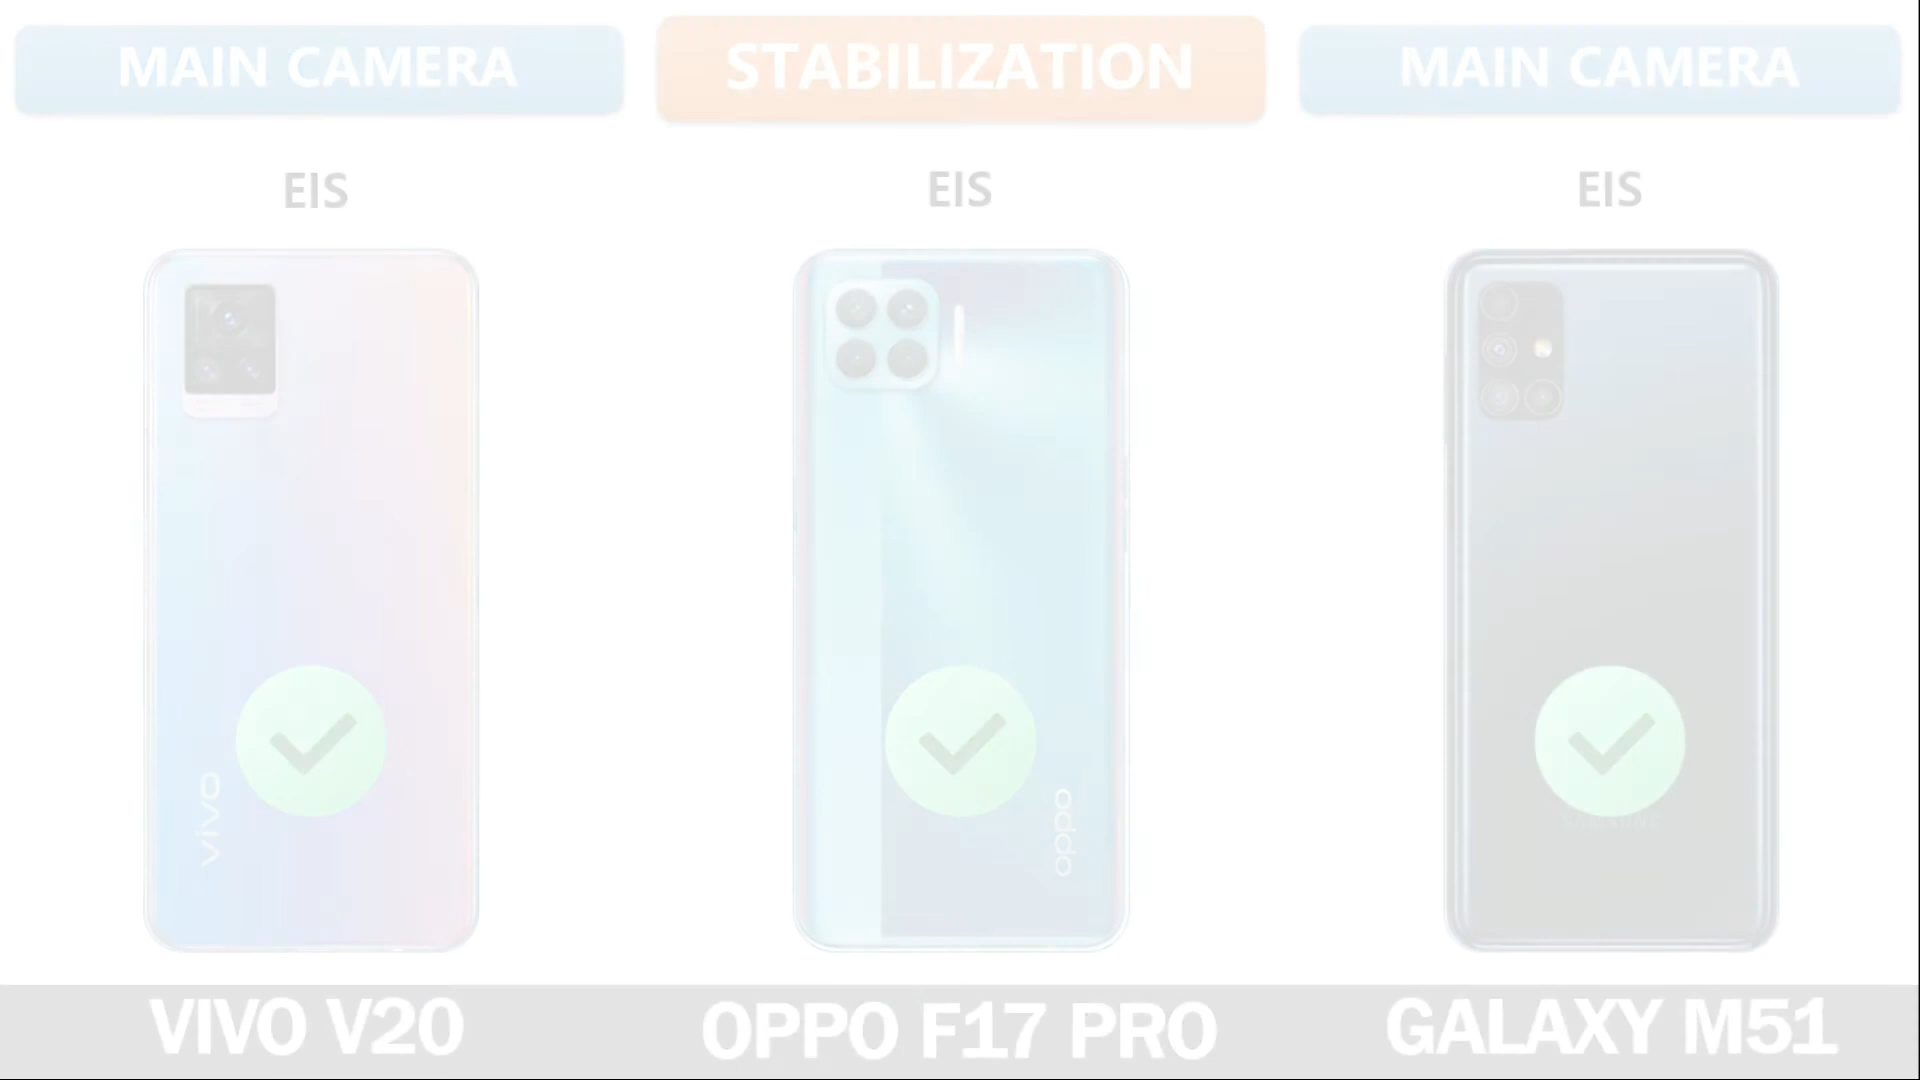 MAIN CAMERA
STABILIZATION
MAIN CAMERA
EIS
EIS
EIS
vivo
oppo
VIVO V20
OPPO F17 PRO
GALAXY M51